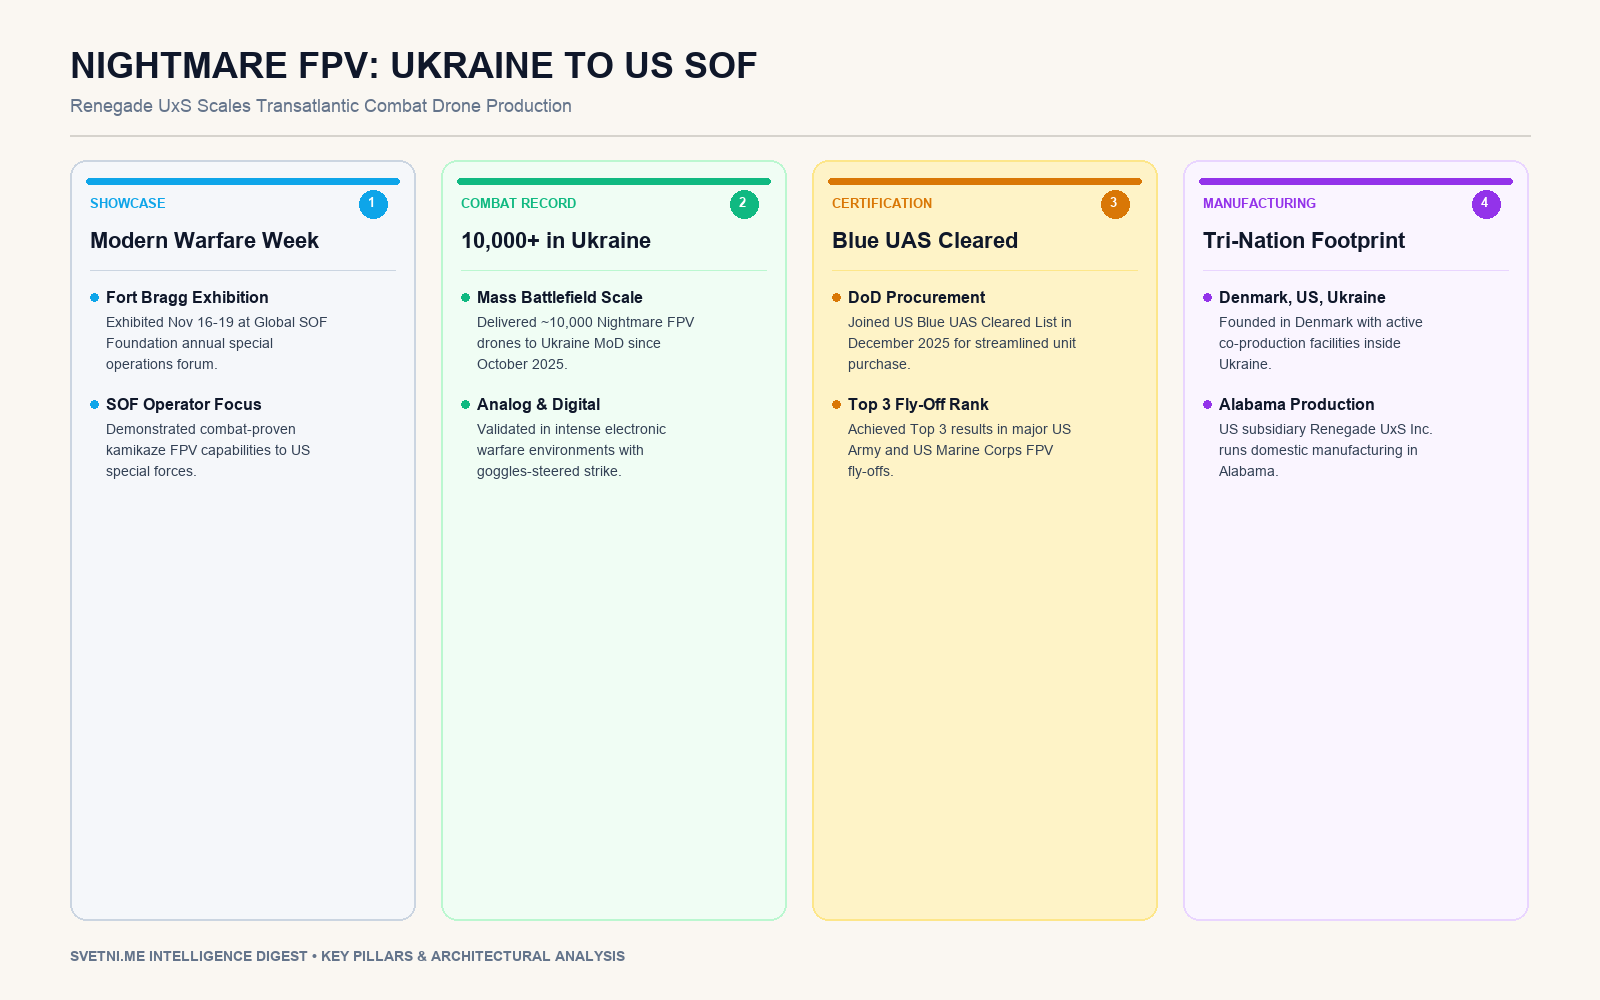 NIGHTMARE FPV: UKRAINE TO US SOF
Renegade UxS Scales Transatlantic Combat Drone Production
SHOWCASE
1
Modern Warfare Week
Fort Bragg Exhibition
Exhibited Nov 16-19 at Global SOF
Foundation annual special
operations forum.
SOF Operator Focus
Demonstrated combat-proven
kamikaze FPV capabilities to US
special forces.
COMBAT RECORD
2
10,000+ in Ukraine
Mass Battlefield Scale
Delivered ~10,000 Nightmare FPV
drones to Ukraine MoD since
October 2025.
Analog & Digital
Validated in intense electronic
warfare environments with
goggles-steered strike.
CERTIFICATION
3
Blue UAS Cleared
DoD Procurement
Joined US Blue UAS Cleared List in
December 2025 for streamlined unit
purchase.
Top 3 Fly-Off Rank
Achieved Top 3 results in major US
Army and US Marine Corps FPV
fly-offs.
MANUFACTURING
4
Tri-Nation Footprint
Denmark, US, Ukraine
Founded in Denmark with active
co-production facilities inside
Ukraine.
Alabama Production
US subsidiary Renegade UxS Inc.
runs domestic manufacturing in
Alabama.
SVETNI.ME INTELLIGENCE DIGEST • KEY PILLARS & ARCHITECTURAL ANALYSIS